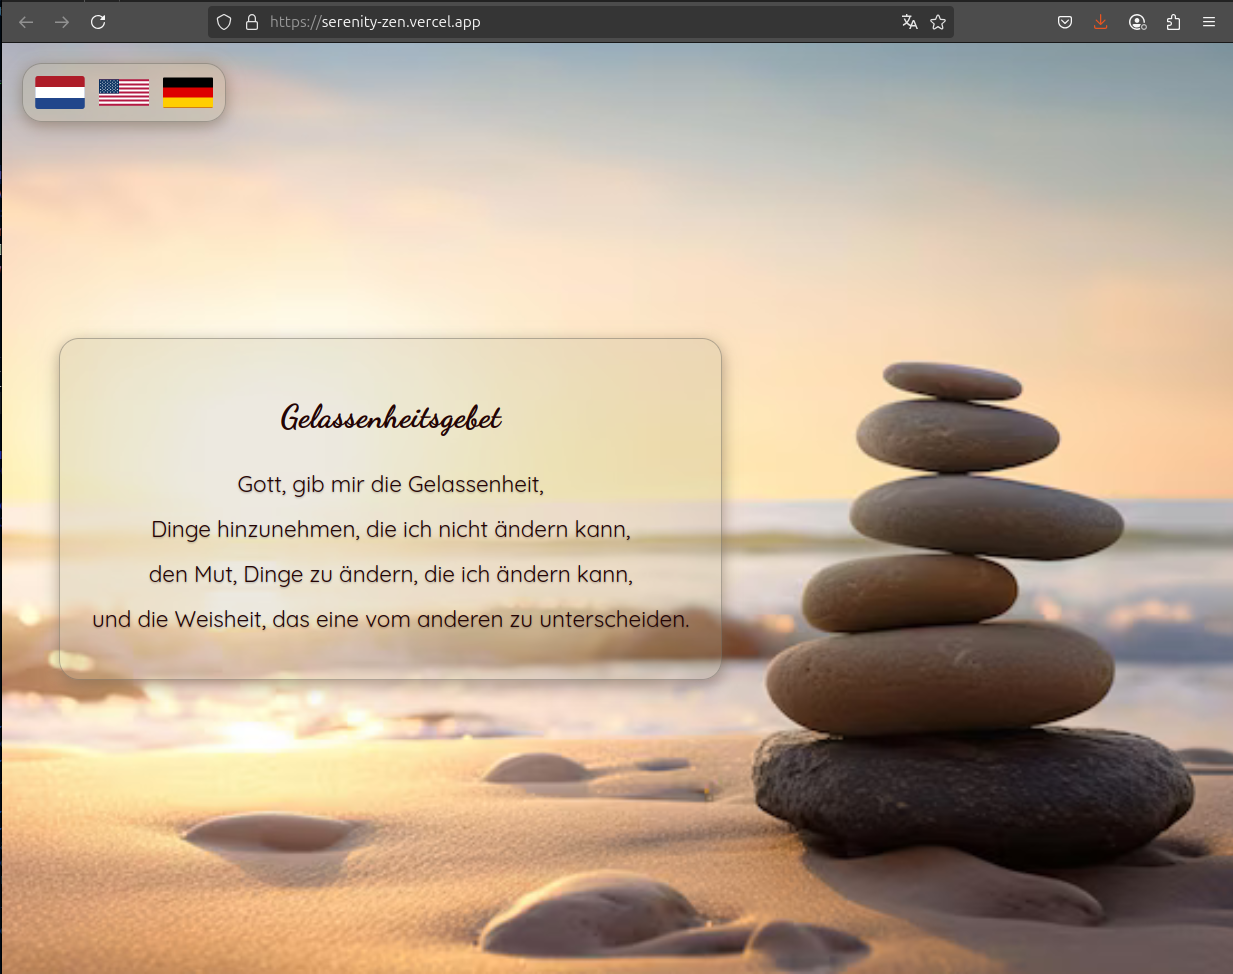 https://serenity-zen.vercel.app
Gelassenheitsgebet
Gott, gib mir die Gelassenheit,
Dinge hinzunehmen, die ich nicht ändern kann,
den Mut, Dinge zu ändern, die ich ändern kann,
und die Weisheit, das eine vom anderen zu unterscheiden.